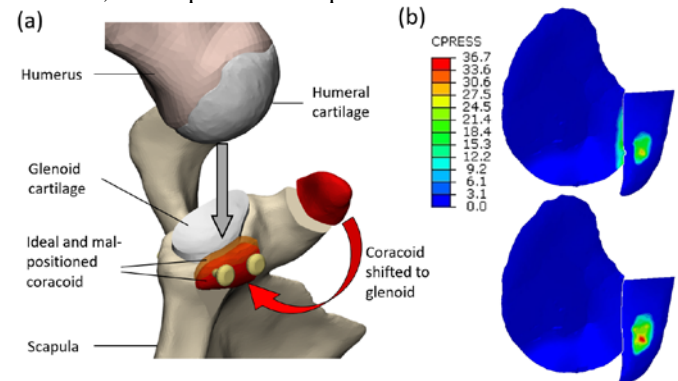 (a)
Humerus
Humeral
cartilage
Glenoid
cartilage
Ideal and mal-
positioned
coracoid
Coracoid
shifted to
glenoid
Scapula
(b)
CPRESS
36.7
33.6
30.6
27.5
24.5
21.4
18.4
15.3
12.2
9.2
6.1
3.1
0.0